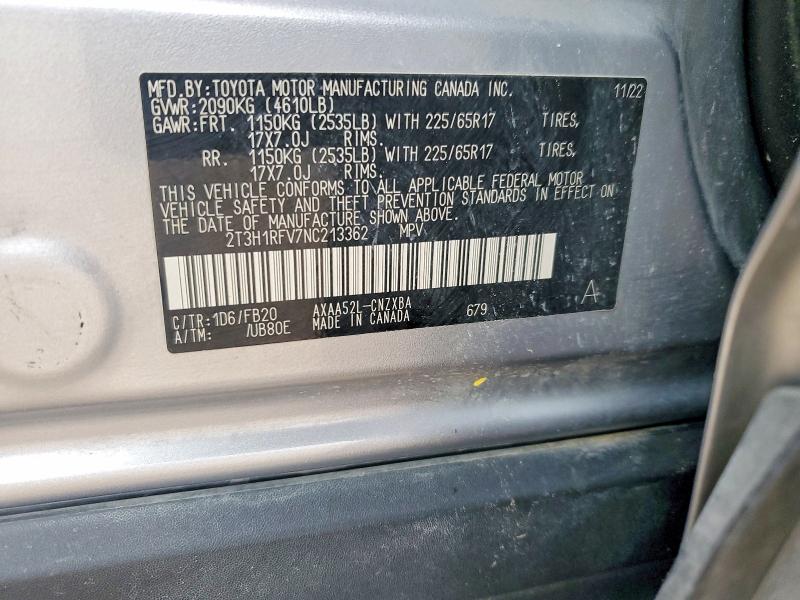 MFD.BY:TOYOTA MOTOR MANUFACTURING CANADA INC. 11/22
GVWR:2090KG (4610LB)
GAWR:FRT. 1150KG (2535LB) WITH 225/65R17 TIRES,
17X7.0J RIMS.
RR. 1150KG (2535LB) WITH 225/65R17 TIRES,
17X7.0J RIMS.
THIS VEHICLE CONFORMS TO ALL APPLICABLE FEDERAL MOTOR
VEHICLE SAFETY AND THEFT PREVENTION STANDARDS IN EFFECT ON
THE DATE OF MANUFACTURE SHOWN ABOVE.
2T3H1RFV7NC213362 MPV
C/TR:1D6/FB20 AXAA52L-CNZXBA 679 A
A/TM: /UB80E MADE IN CANADA